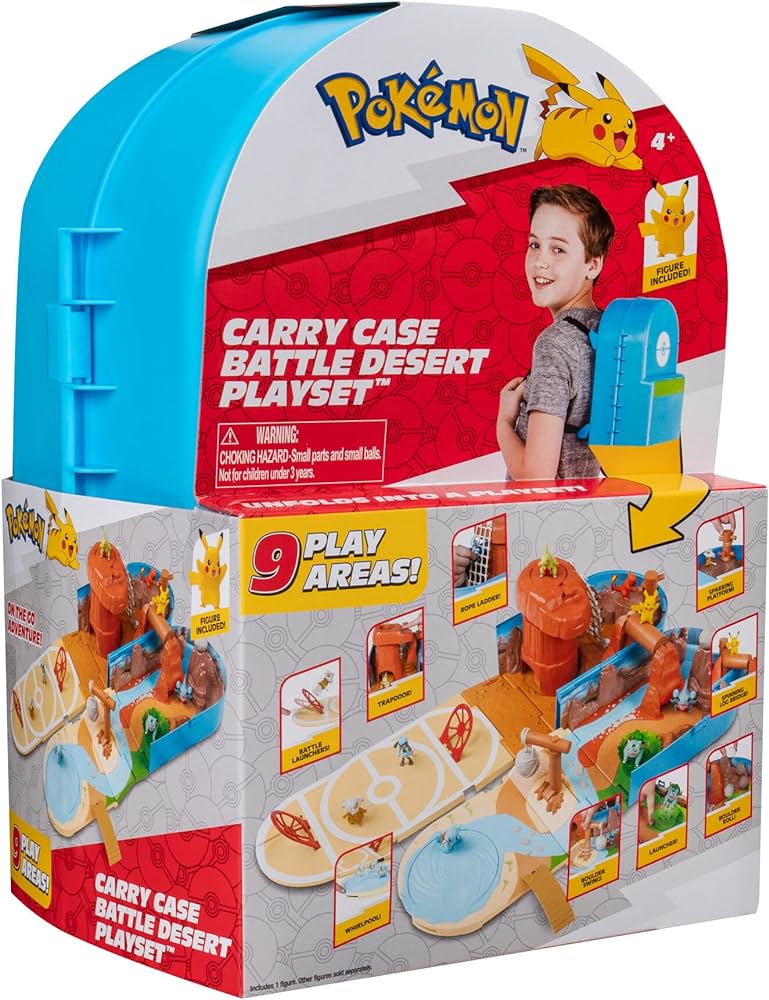 POKéMON™
4+
FIGURE
INCLUDED!
CARRY CASE
BATTLE DESERT
PLAYSET™
WARNING:
CHOKING HAZARD-Small parts and small balls.
Not for children under 3 years.
UNFOLDS INTO A PLAYSET!
POKéMON
FIGURE
INCLUDED!
ON THE GO
ADVENTURE!
9 PLAY
AREAS!
CARRY CASE
BATTLE DESERT
PLAYSET™
9 PLAY
AREAS!
ROPE LADDER!
SPARRING
PLATFORM!
TRAPDOOR!
SPINNING
LOG BRIDGE!
BATTLE
LAUNCHERS!
BOULDER
ROLL!
LAUNCHER!
BOULDER
SWING!
WHIRLPOOL!
Includes 1 figure. Other figures sold separately.